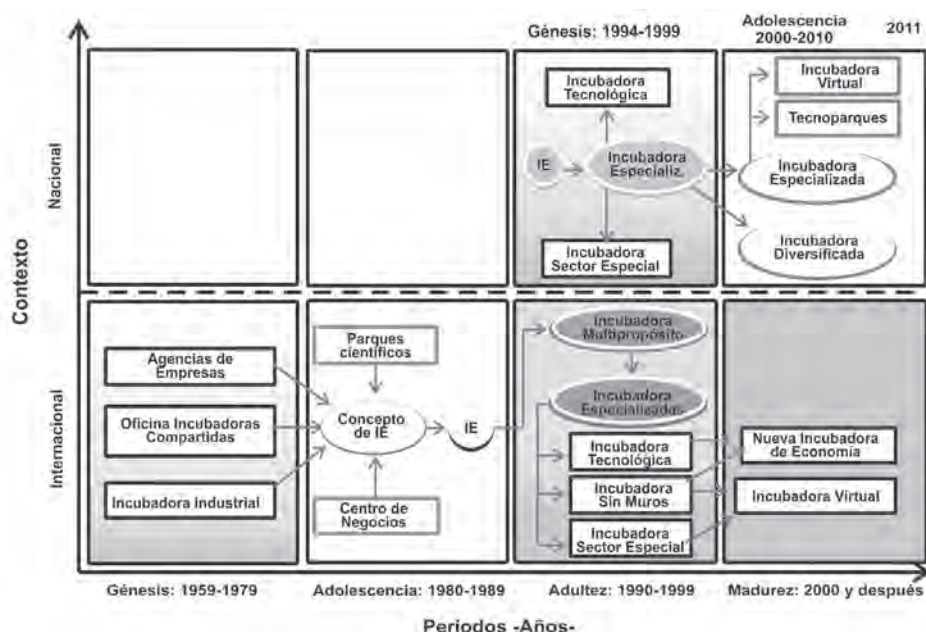 Génesis: 1994-1999
Adolescencia
2000-2010
2011
Contexto
Nacional
Incubadora
Tecnológica
IE
Incubadora
Especializ.
Incubadora
Sector Especial
Incubadora
Virtual
Tecnoparques
Incubadora
Especializada
Incubadora
Diversificada
Internacional
Agencias de
Empresas
Oficina Incubadoras
Compartidas
Incubadora Industrial
Parques
científicos
Concepto
de IE
IE
Centro de
Negocios
Incubadora
Multipropósito
Incubadora
Especializadas
Incubadora
Tecnológica
Incubadora
Sin Muros
Incubadora
Sector Especial
Nueva Incubadora
de Economía
Incubadora Virtual
Génesis: 1959-1979
Adolescencia: 1980-1989
Adultez: 1990-1999
Madurez: 2000 y después
Periodos -Años-